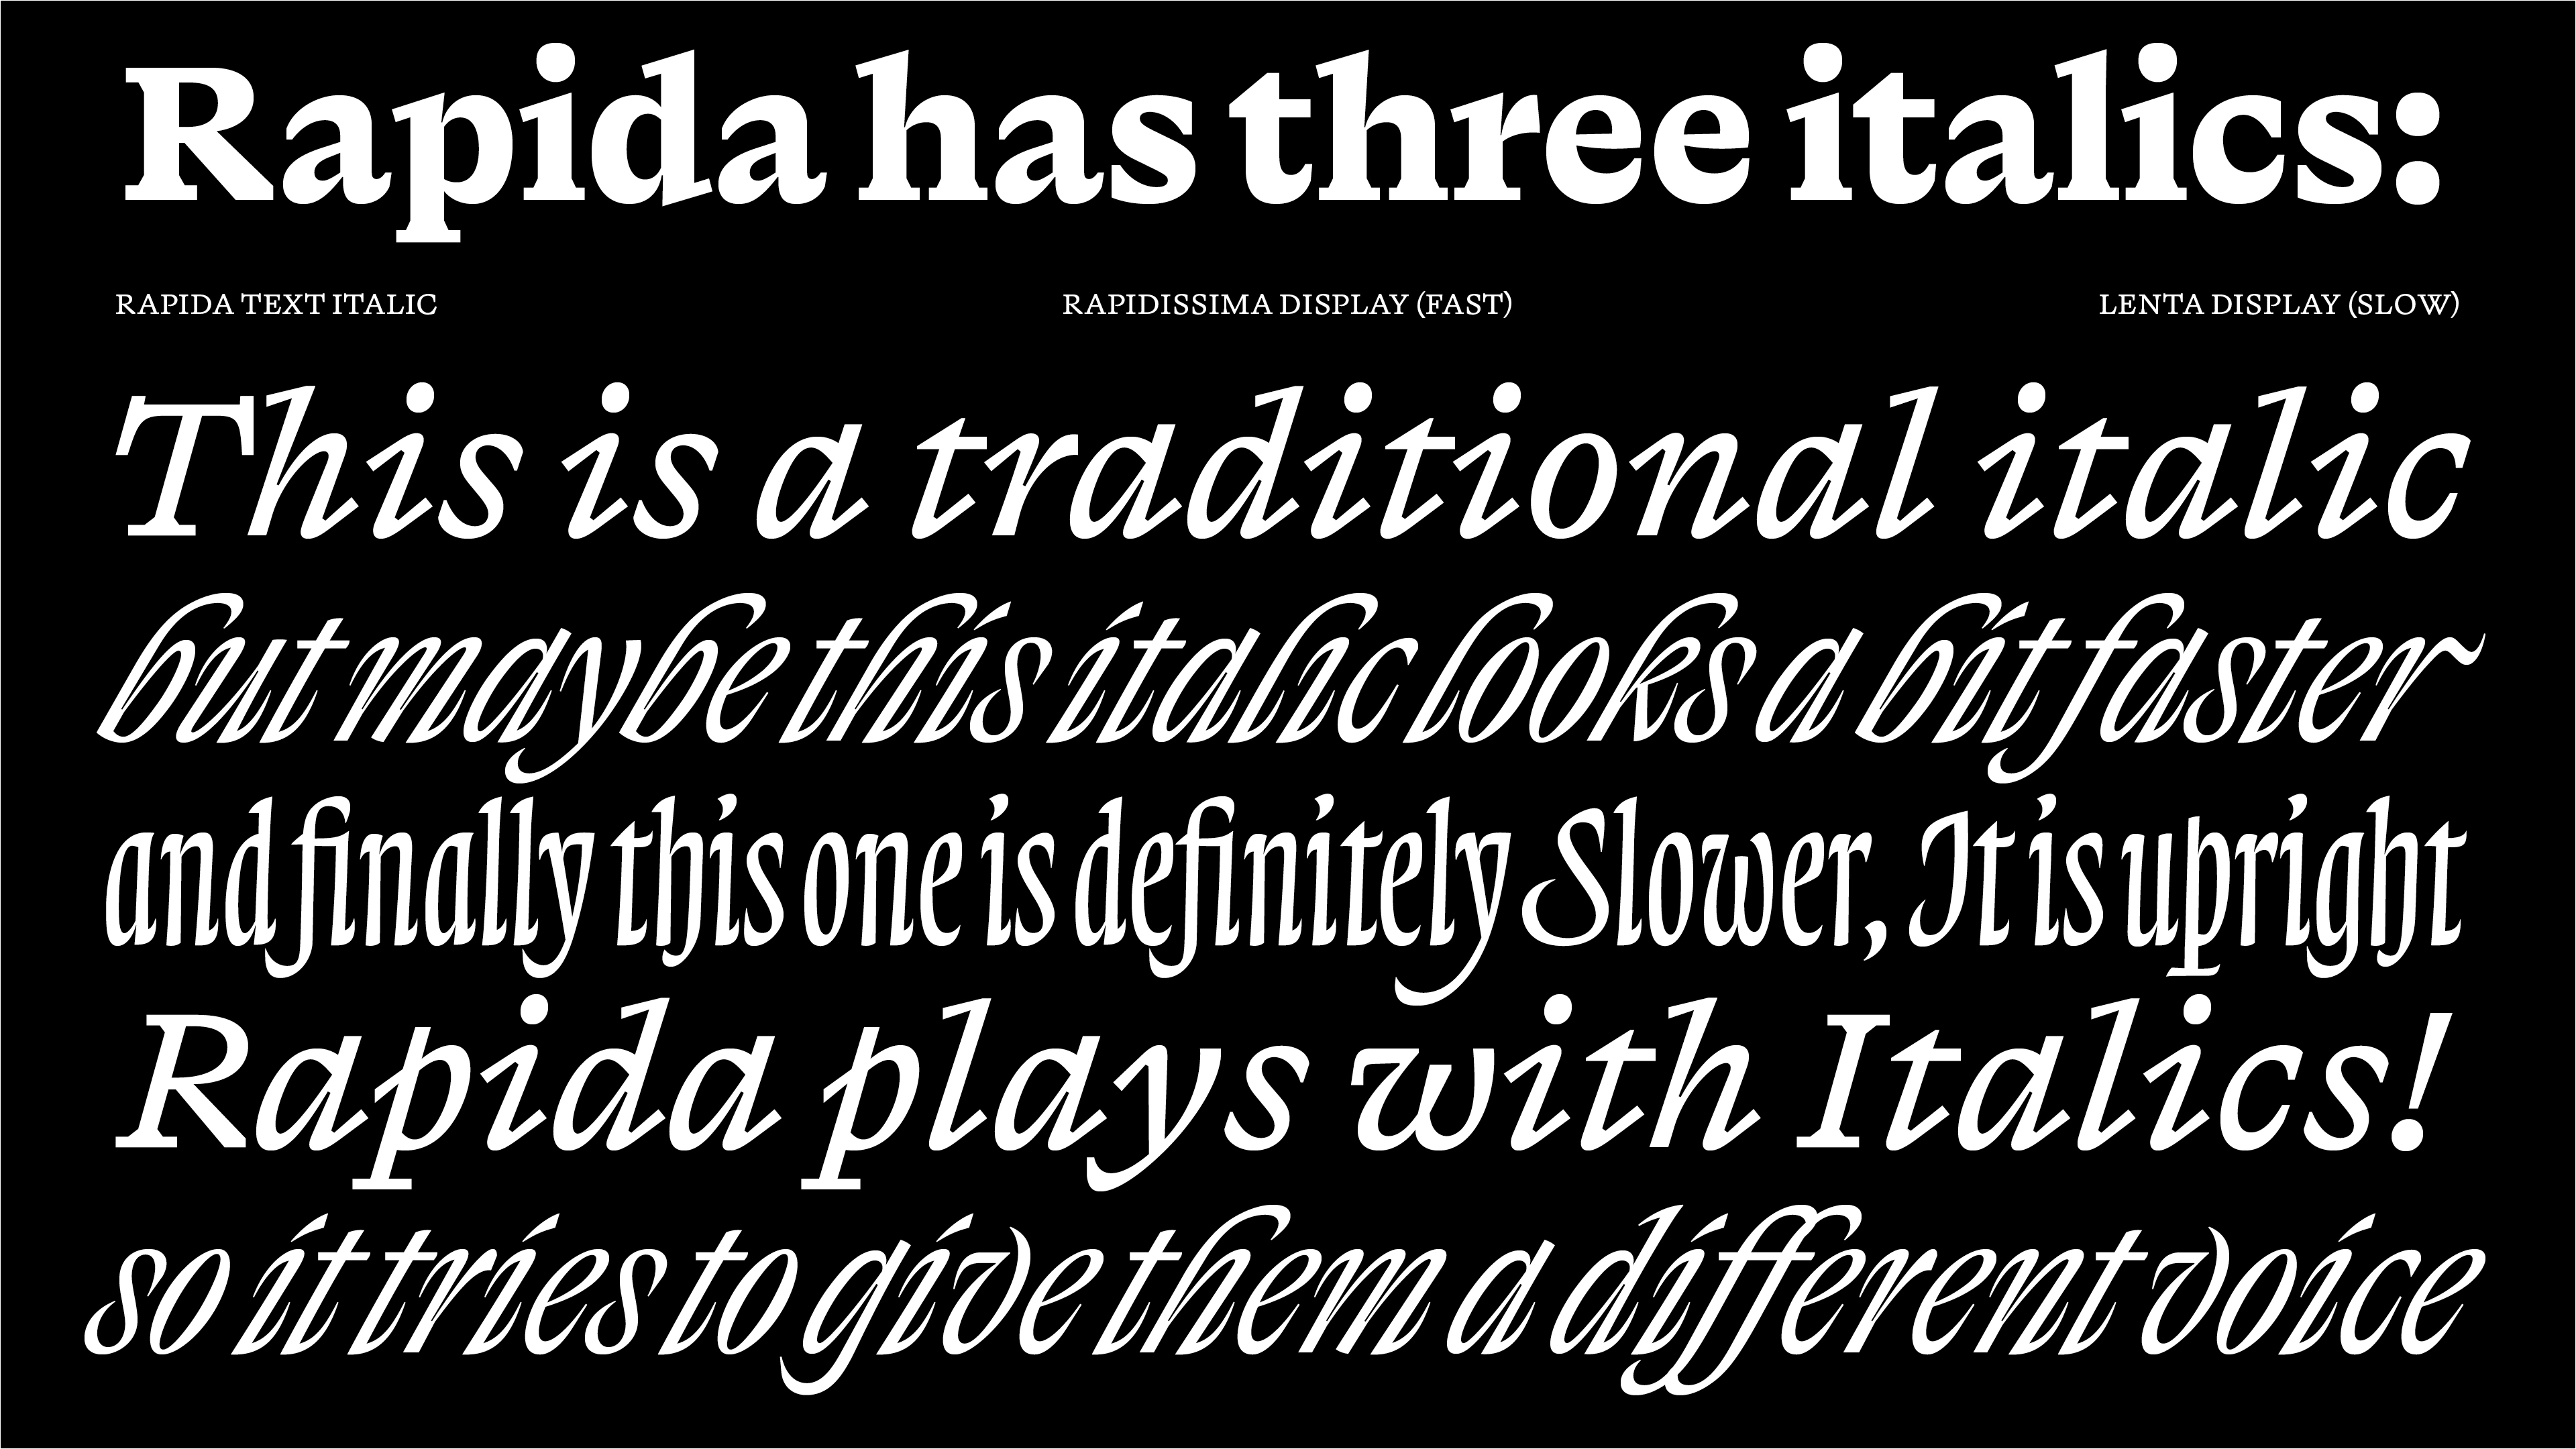 Rapida has three italics:
RAPIDA TEXT ITALIC RAPIDISSIMA DISPLAY (FAST) LENTA DISPLAY (SLOW)
This is a traditional italic
but maybe this italic looks a bit faster
and finally this one is definitely Slower, It is upright
Rapida plays with Italics!
so it tries to give them a different voice